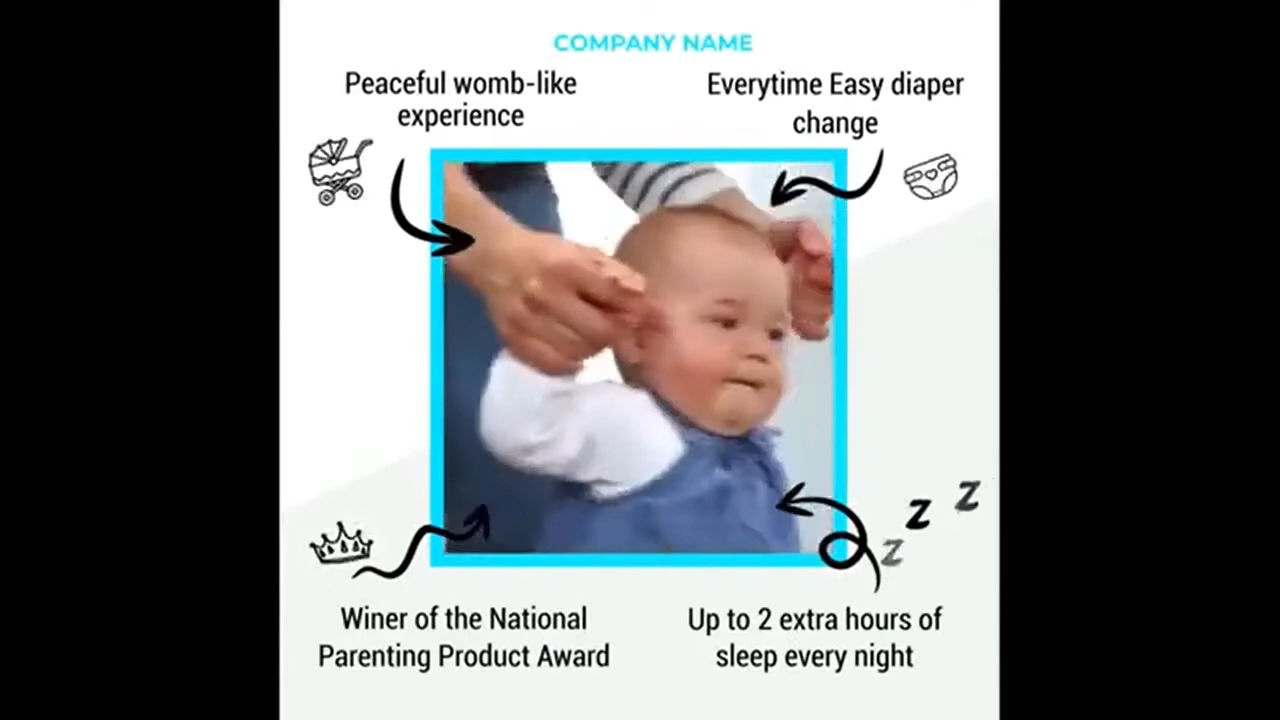 COMPANY NAME
Peaceful womb-like
experience
Everytime Easy diaper
change
z
z
z
Winer of the National
Parenting Product Award
Up to 2 extra hours of
sleep every night